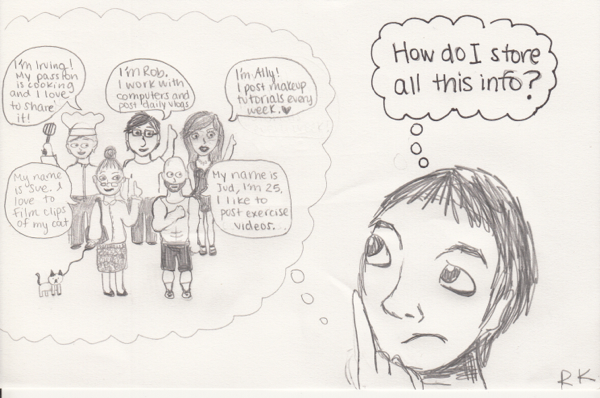 I'm Irving!
My passion
is cooking
and I love
to share
it!
I'm Rob.
I work with
computers and
post daily vlogs
I'm Ally!
I post makeup
tutorials every
week.
My name
is Sue. I
love to
film clips
of my cat
My name is
Jud, I'm 25,
I like to
post exercise
videos...
How do I store
all this info?
RK